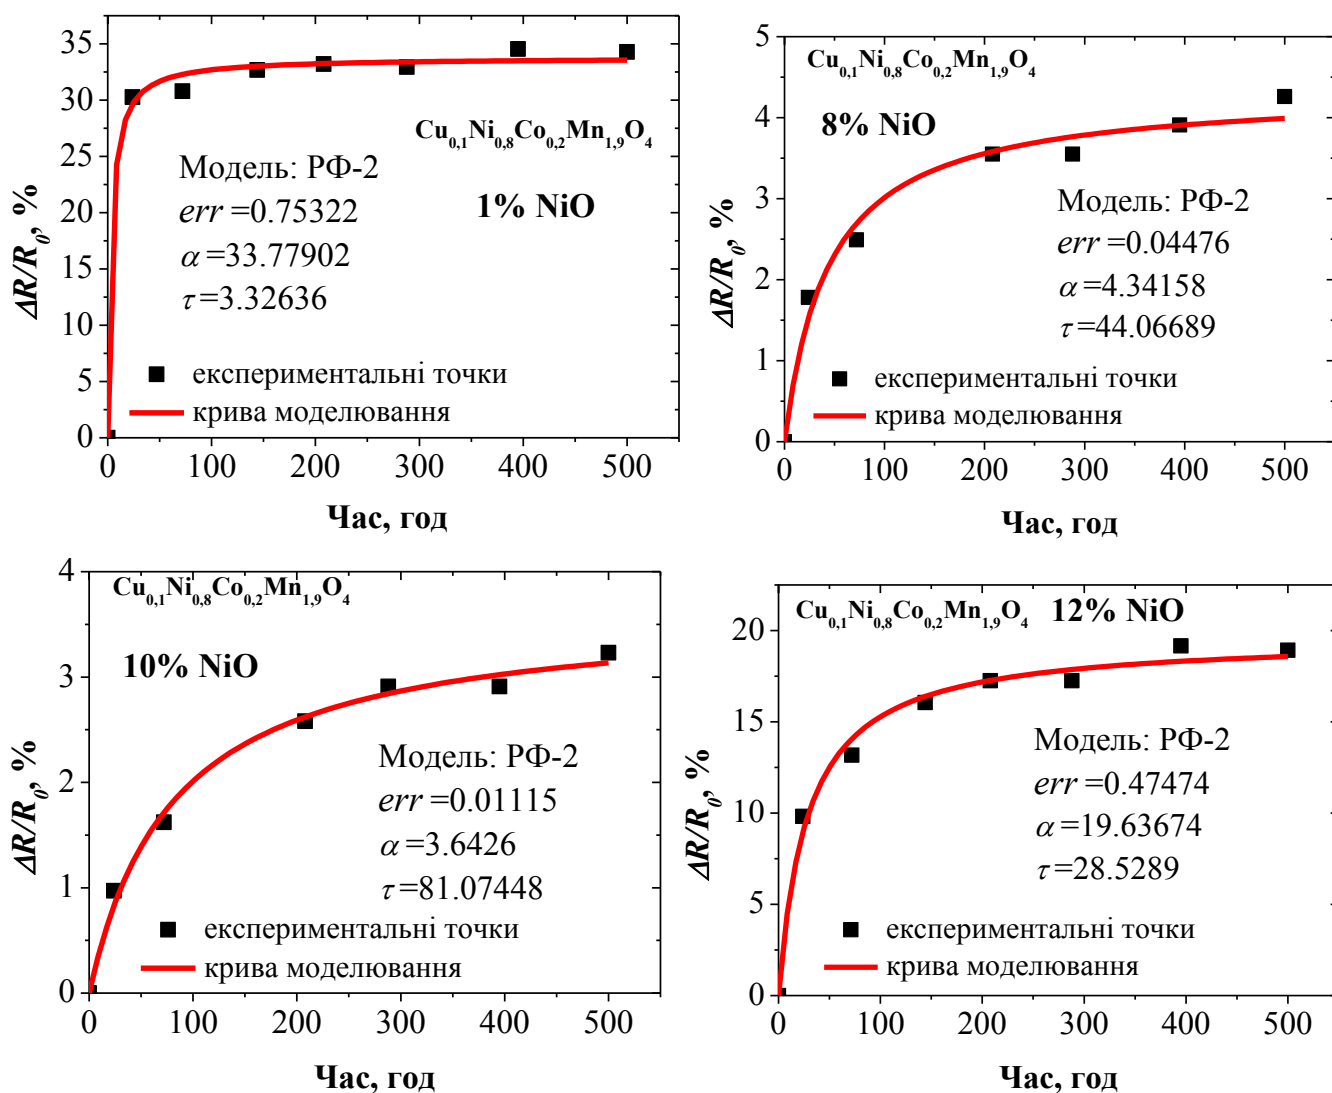 35
30
25
20
15
10
5
0
ΔR/R₀, %
Cu₀,₁Ni₀,₈Co₀,₂Mn₁,₉O₄
Модель: РФ-2
1% NiO
err =0.75322
α =33.77902
τ =3.32636
експериментальні точки
крива моделювання
0 100 200 300 400 500
Час, год
5
4
3
2
1
0
ΔR/R₀, %
Cu₀,₁Ni₀,₈Co₀,₂Mn₁,₉O₄
8% NiO
Модель: РФ-2
err =0.04476
α =4.34158
τ =44.06689
експериментальні точки
крива моделювання
0 100 200 300 400 500
Час, год
4
3
2
1
0
ΔR/R₀, %
Cu₀,₁Ni₀,₈Co₀,₂Mn₁,₉O₄
10% NiO
Модель: РФ-2
err =0.01115
α =3.6426
τ =81.07448
експериментальні точки
крива моделювання
0 100 200 300 400 500
Час, год
20
15
10
5
0
ΔR/R₀, %
Cu₀,₁Ni₀,₈Co₀,₂Mn₁,₉O₄ 12% NiO
Модель: РФ-2
err =0.47474
α =19.63674
τ =28.5289
експериментальні точки
крива моделювання
0 100 200 300 400 500
Час, год